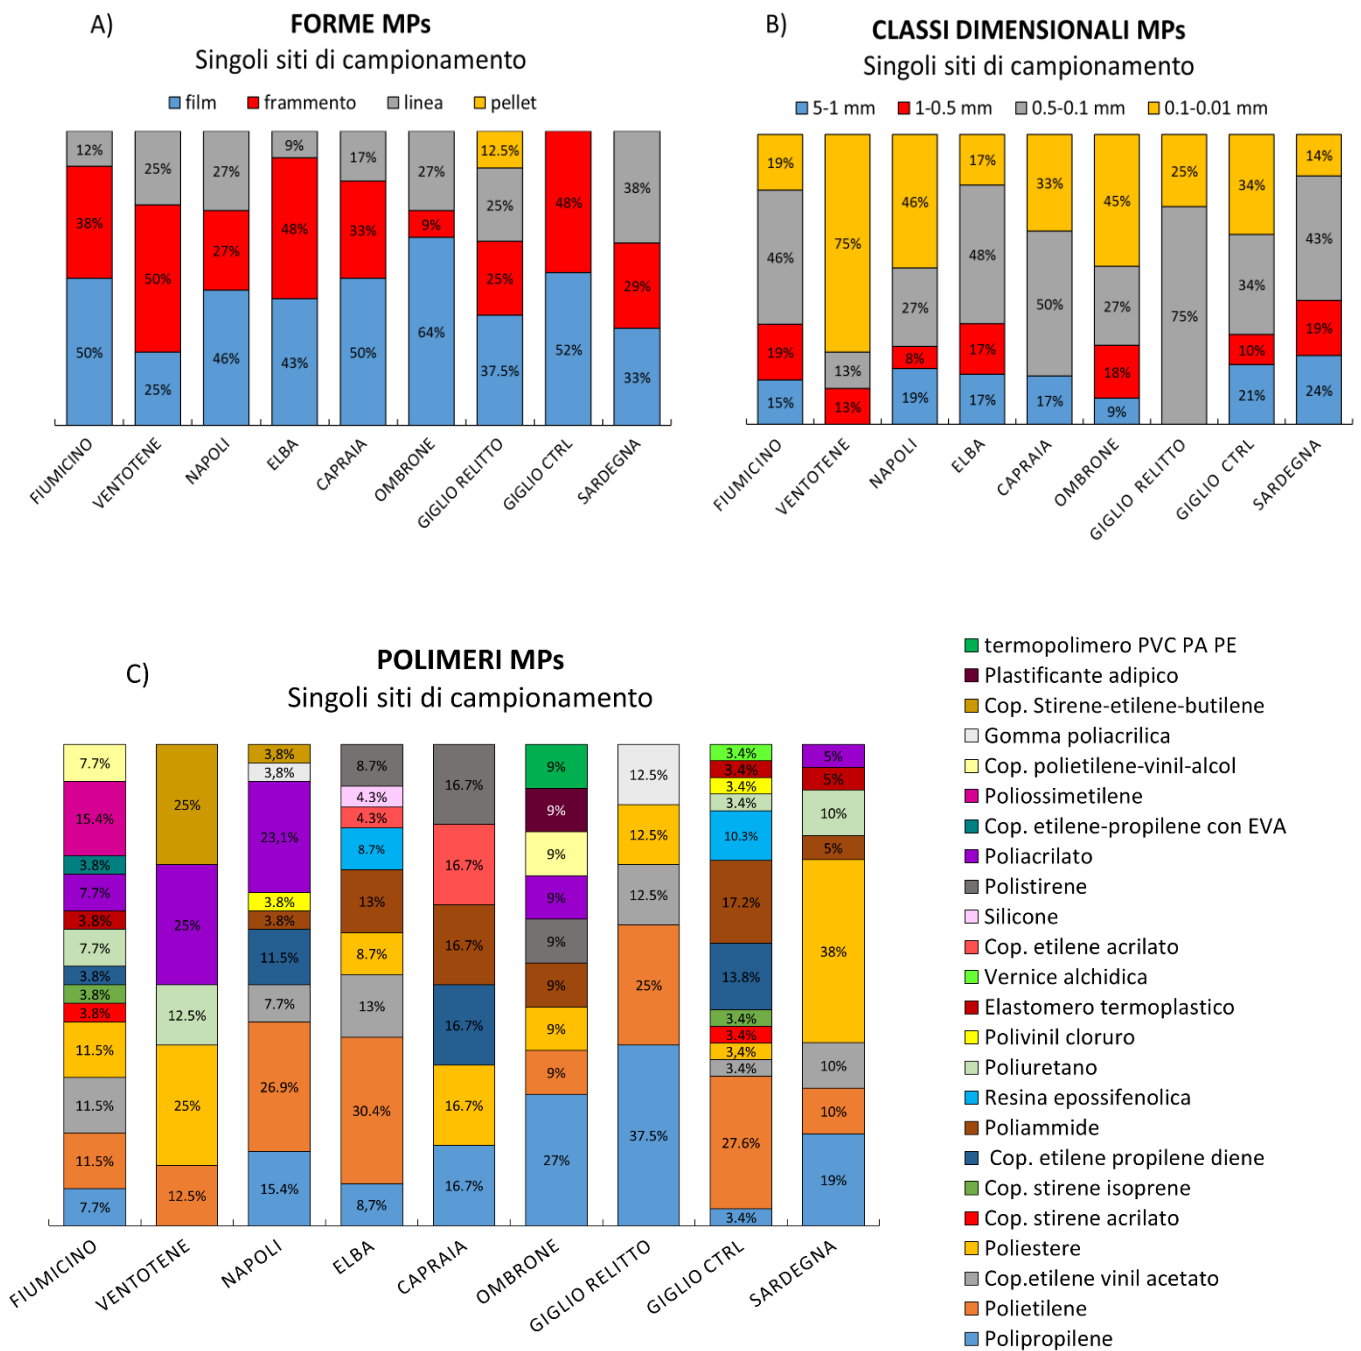 A)
FORME MPs
Singoli siti di campionamento
film frammento linea pellet
12% 25% 27% 9% 17% 27% 12.5% 48% 38%
38% 50% 27% 48% 33% 9% 25% 52% 29%
50% 25% 46% 43% 50% 64% 25% 33%
37.5%
FIUMICINO VENTOTENE NAPOLI ELBA CAPRAIA OMBRONE GIGLIO RELITTO GIGLIO CTRL SARDEGNA
B)
CLASSI DIMENSIONALI MPs
Singoli siti di campionamento
5-1 mm 1-0.5 mm 0.5-0.1 mm 0.1-0.01 mm
19% 75% 46% 17% 33% 45% 25% 34% 14%
46% 13% 27% 48% 50% 27% 75% 34% 43%
19% 13% 8% 17% 17% 18% 10% 19%
15% 19% 17% 9% 21% 24%
FIUMICINO VENTOTENE NAPOLI ELBA CAPRAIA OMBRONE GIGLIO RELITTO GIGLIO CTRL SARDEGNA
C)
POLIMERI MPs
Singoli siti di campionamento
7.7% 15.4% 3.8% 7.7% 3.8% 7.7% 3.8% 3.8% 3.8% 11.5% 11.5% 11.5% 7.7%
25% 25% 12.5% 25% 12.5%
3,8% 3,8% 23,1% 3.8% 3.8% 11.5% 7.7% 26.9% 15.4%
8.7% 4.3% 4.3% 8.7% 13% 8.7% 13% 30.4% 8,7%
16.7% 16.7% 16.7% 16.7% 16.7% 16.7%
9% 9% 9% 9% 9% 9% 9% 9% 27%
12.5% 12.5% 12.5% 25% 37.5%
3.4% 3.4% 3.4% 3.4% 10.3% 17.2% 13.8% 3.4% 3.4% 3,4% 3.4% 27.6% 3.4%
5% 5% 10% 5% 38% 10% 10% 19%
FIUMICINO VENTOTENE NAPOLI ELBA CAPRAIA OMBRONE GIGLIO RELITTO GIGLIO CTRL SARDEGNA
termopolimero PVC PA PE
Plastificante adipico
Cop. Stirene-etilene-butilene
Gomma poliacrilica
Cop. polietilene-vinil-alcol
Poliossimetilene
Cop. etilene-propilene con EVA
Poliacrilato
Polistirene
Silicone
Cop. etilene acrilato
Vernice alchidica
Elastomero termoplastico
Polivinil cloruro
Poliuretano
Resina epossifenolica
Poliammide
Cop. etilene propilene diene
Cop. stirene isoprene
Cop. stirene acrilato
Poliestere
Cop.etilene vinil acetato
Polietilene
Polipropilene